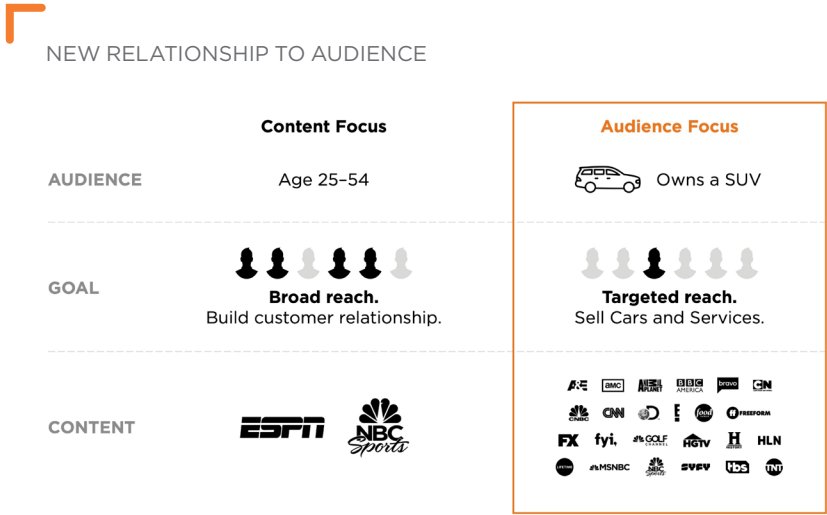 NEW RELATIONSHIP TO AUDIENCE
Content Focus
Audience Focus
AUDIENCE
Age 25–54
Owns a SUV
GOAL
Broad reach.
Build customer relationship.
Targeted reach.
Sell Cars and Services.
CONTENT
ESPN
NBC
Sports
A&E
aMC
ANIMAL
PLANET
BBC
AMERICA
bravo
CN
CNBC
CNN
D
E
food
FREEFORM
FX
fyi,
GOLF
CHANNEL
HGTV
H
HISTORY
HLN
LIFETIME
MSNBC
NBC
Sports
SYFY
tbs
TNT